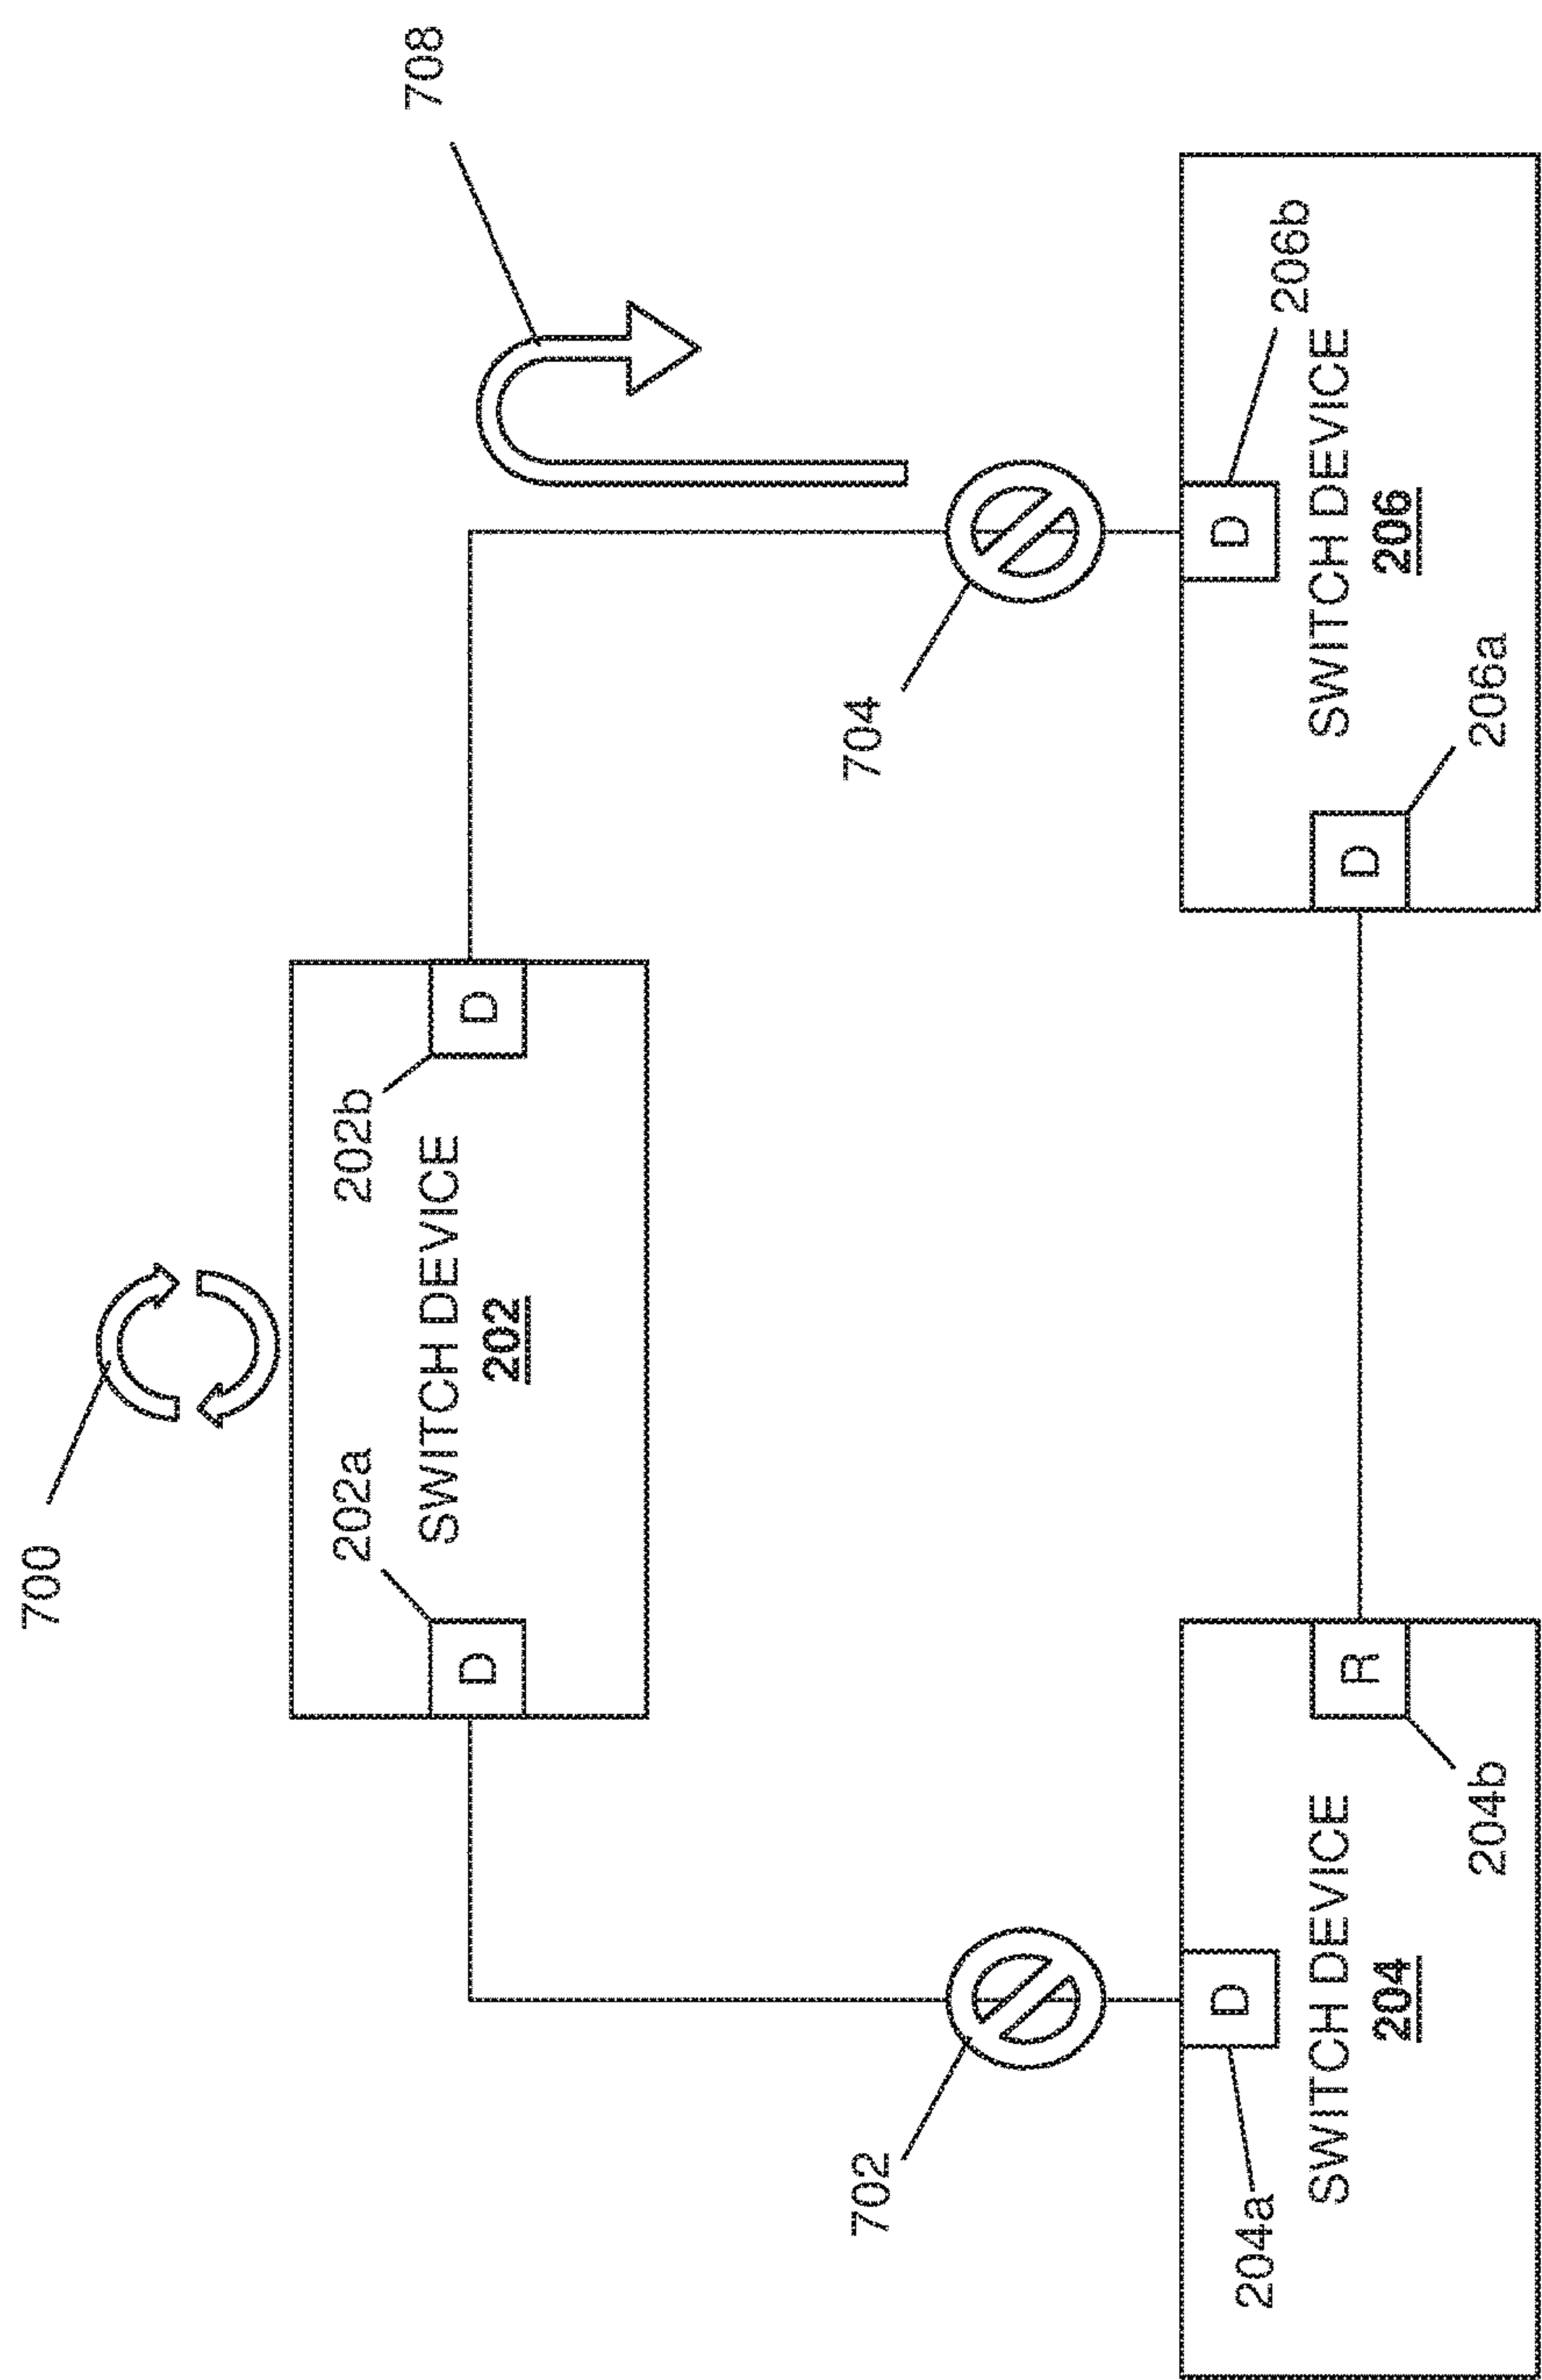 700
708
202a
202b
D
D
SWITCH DEVICE
202
702
704
204a
D
R
204b
SWITCH DEVICE
204
D
206b
D
206a
SWITCH DEVICE
206